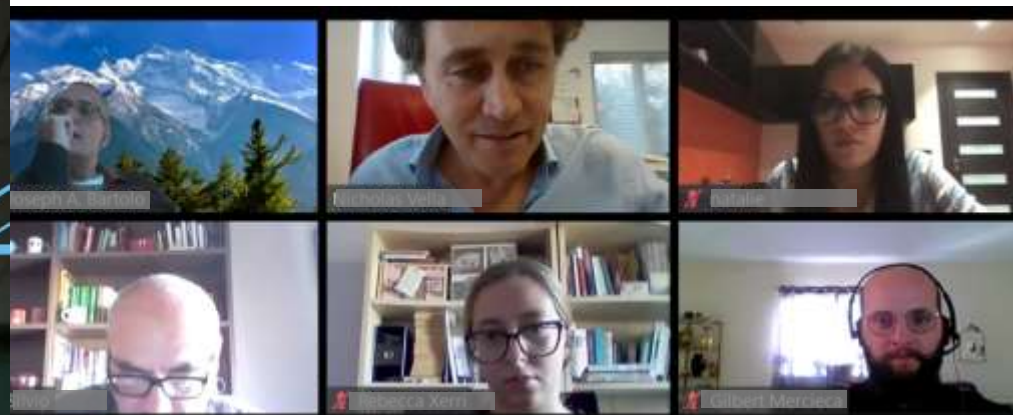 Joseph A. Bartolo
Nicholas Vella
natalie
Silvio
Rebecca Xerri
Gilbert Mercieca